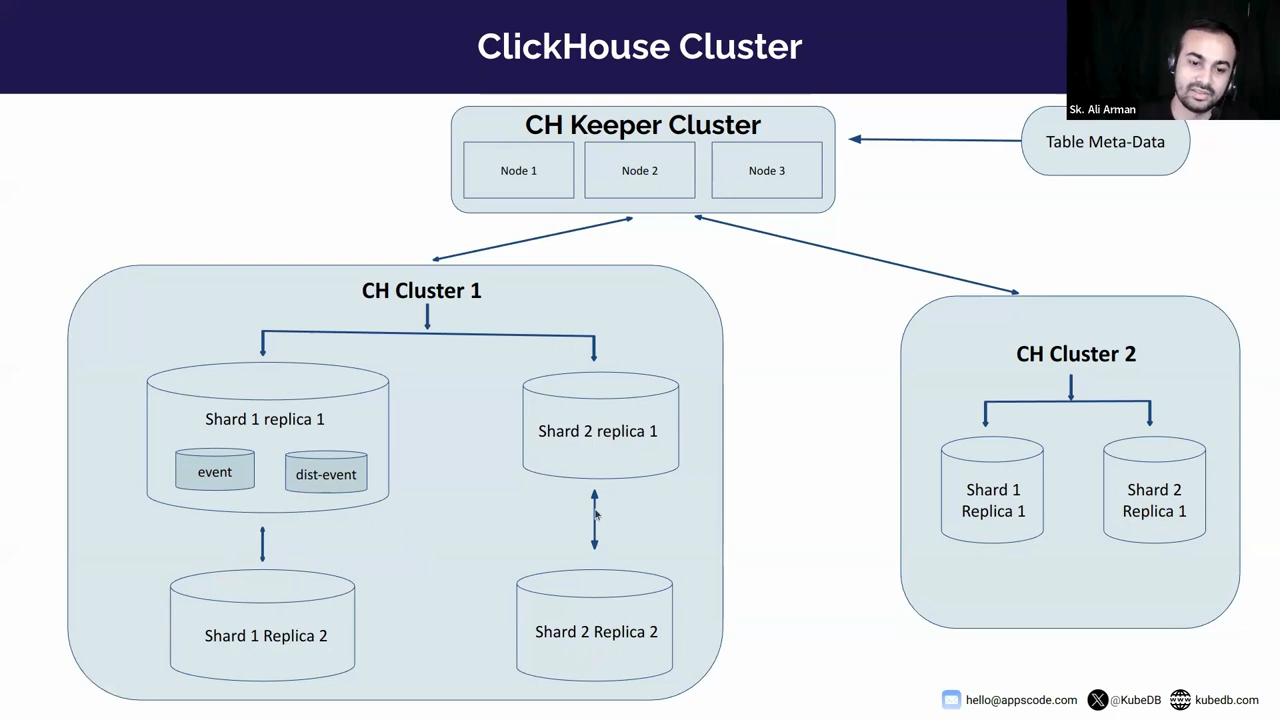 ClickHouse Cluster
Sk. Ali Arman
CH Keeper Cluster
Node 1
Node 2
Node 3
Table Meta-Data
CH Cluster 1
Shard 1 replica 1
event
dist-event
Shard 2 replica 1
Shard 1 Replica 2
Shard 2 Replica 2
CH Cluster 2
Shard 1
Replica 1
Shard 2
Replica 1
hello@appscode.com
@KubeDB
WWW
kubedb.com